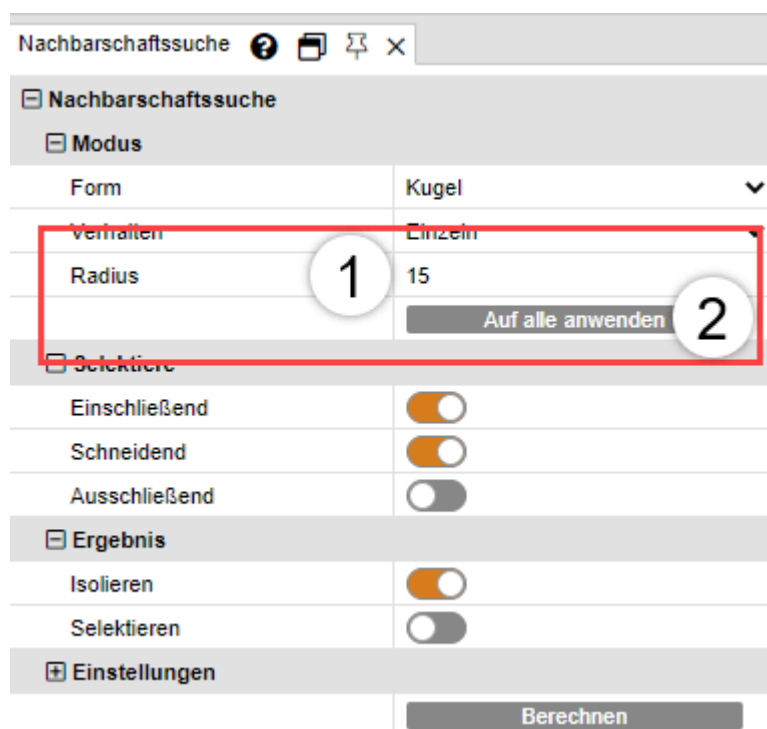 Nachbarschaftssuche
Nachbarschaftssuche
Modus
Form Kugel
Verhalten Einzeln
Radius 1 15
Auf alle anwenden 2
Selektiere
Einschließend
Schneidend
Ausschließend
Ergebnis
Isolieren
Selektieren
Einstellungen
Berechnen